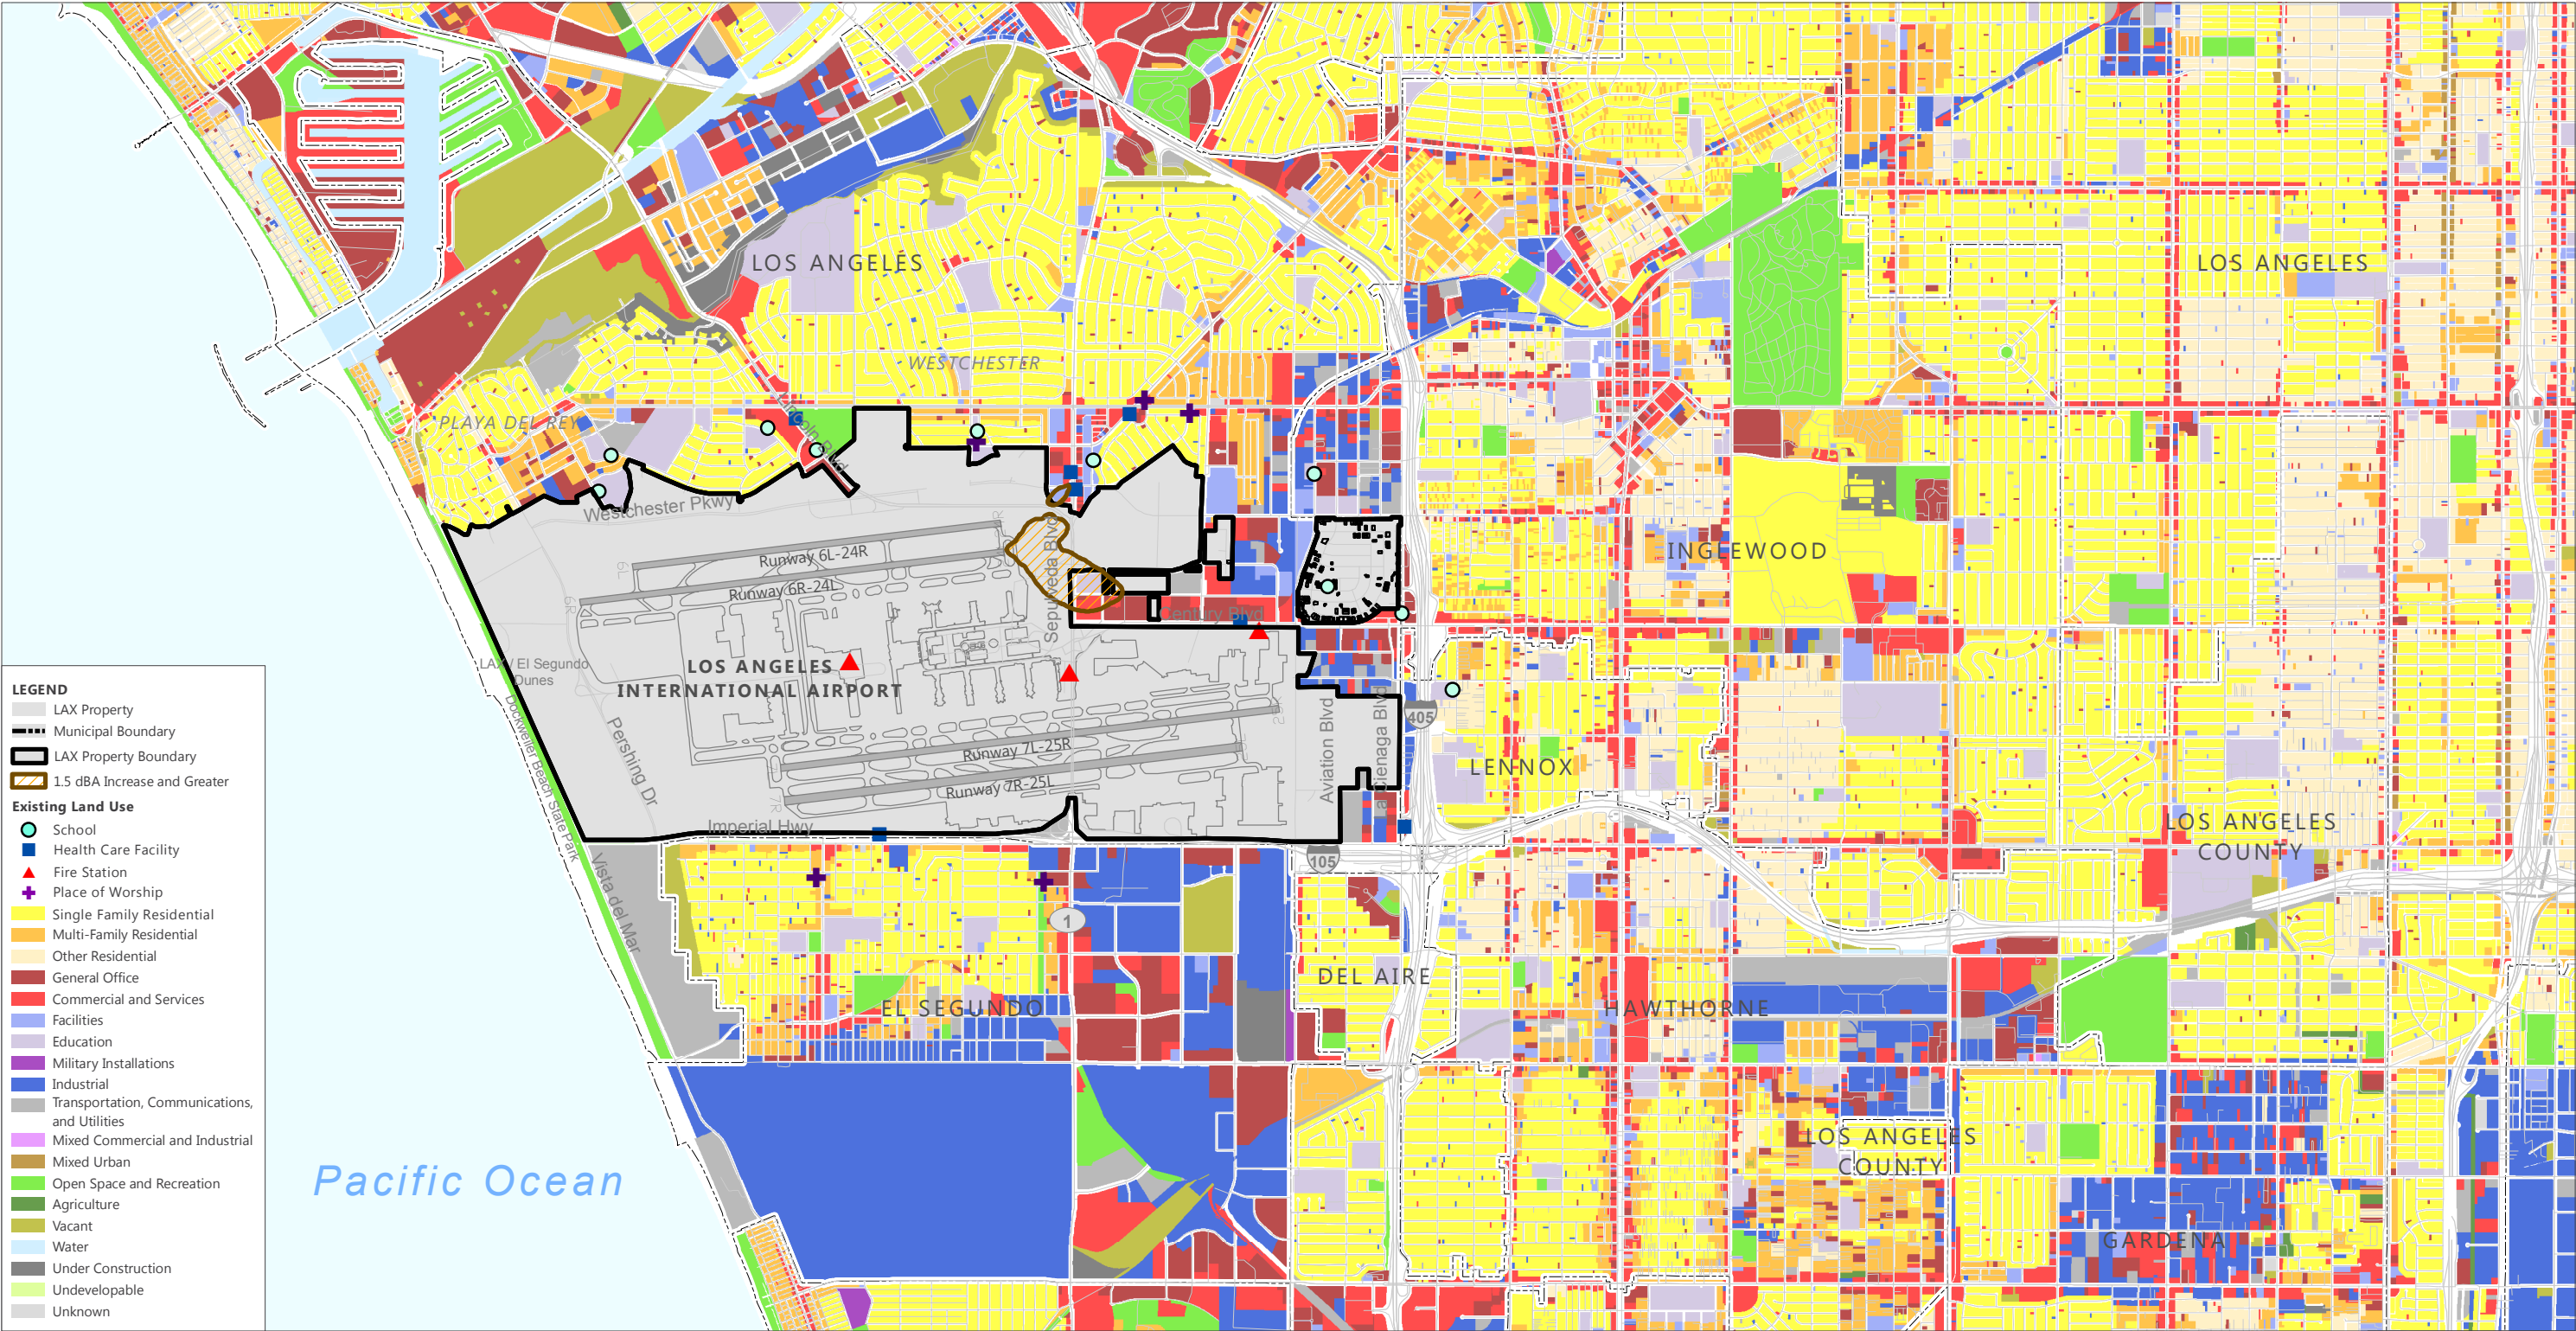 LOS ANGELES
LOS ANGELES
WESTCHESTER
PLAYA DEL REY
Lincoln Blvd
Westchester Pkwy
Sepulveda Blvd
INGLEWOOD
6L
Runway 6L-24R
6R
Runway 6R-24L
Century Blvd
LAX / El Segundo
Dunes
LOS ANGELES
INTERNATIONAL AIRPORT
Dockweiler Beach State Park
Pershing Dr
Aviation Blvd
La Cienega Blvd
405
Runway 7L-25R
Runway 7R-25L
7R
LENNOX
Imperial Hwy
LOS ANGELES
COUNTY
105
Vista del Mar
1
DEL AIRE
EL SEGUNDO
HAWTHORNE
LOS ANGELES
COUNTY
Pacific Ocean
GARDENA
LEGEND
LAX Property
Municipal Boundary
LAX Property Boundary
1.5 dBA Increase and Greater
Existing Land Use
School
Health Care Facility
Fire Station
Place of Worship
Single Family Residential
Multi-Family Residential
Other Residential
General Office
Commercial and Services
Facilities
Education
Military Installations
Industrial
Transportation, Communications,
and Utilities
Mixed Commercial and Industrial
Mixed Urban
Open Space and Recreation
Agriculture
Vacant
Water
Under Construction
Undevelopable
Unknown